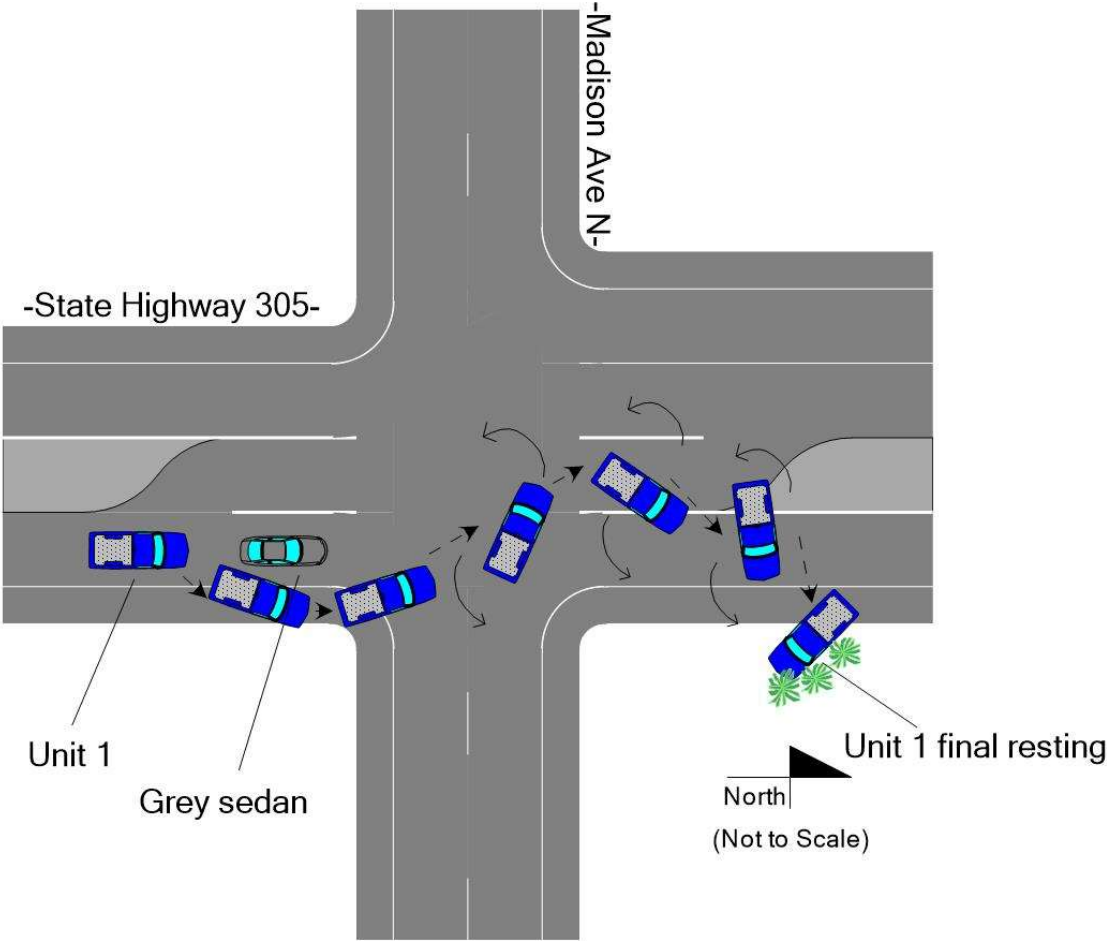 -Madison Ave N-
-State Highway 305-
Unit 1
Grey sedan
Unit 1 final resting
North
(Not to Scale)